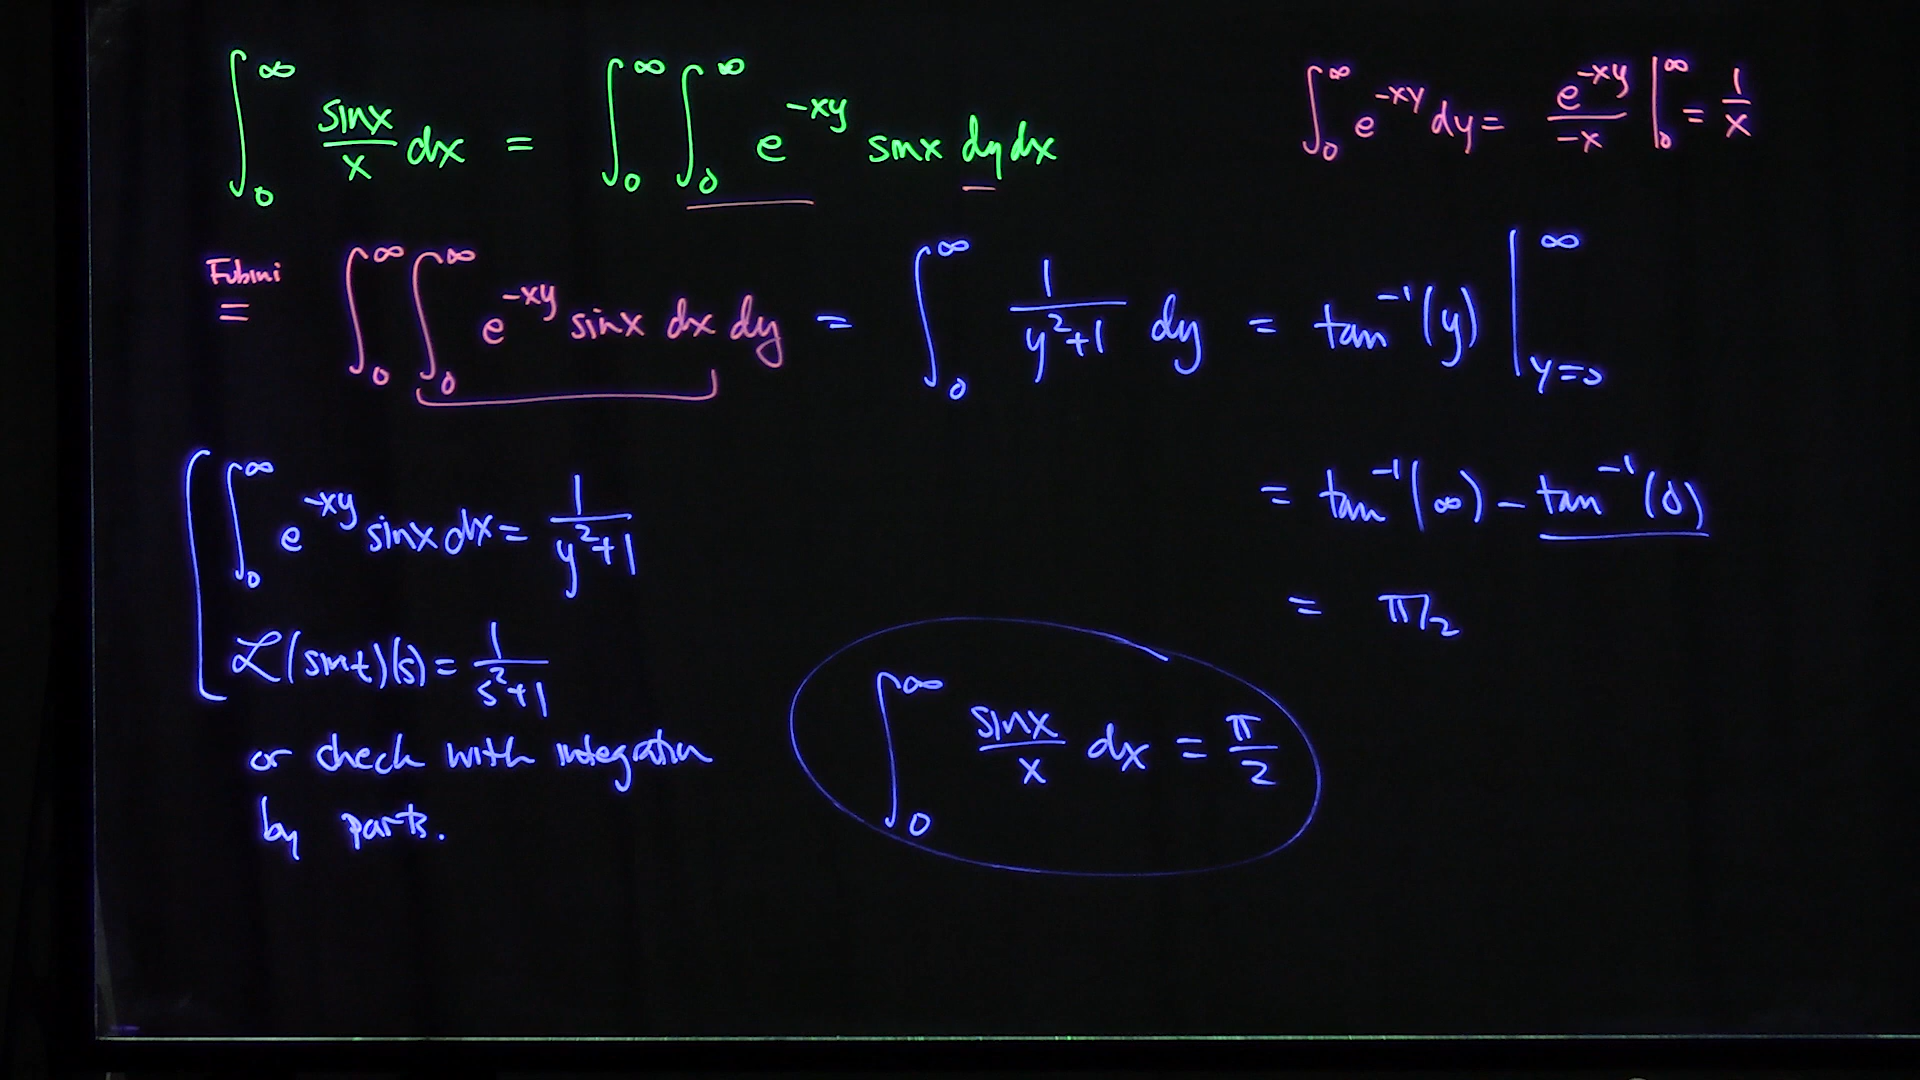 ∫₀^∞ sinx/x dx = ∫₀^∞ ∫₀^∞ e^{-xy} sinx dy dx
∫₀^∞ e^{-xy} dy = e^{-xy}/-x |₀^∞ = 1/x
Fubini
= ∫₀^∞ ∫₀^∞ e^{-xy} sinx dx dy = ∫₀^∞ 1/(y²+1) dy = tan⁻¹(y) |_{y=0}^∞
= tan⁻¹(∞) - tan⁻¹(0)
= π/2
∫₀^∞ e^{-xy} sinx dx = 1/(y²+1)
ℒ(sint)(s) = 1/(s²+1)
or check with integration
by parts.
∫₀^∞ sinx/x dx = π/2